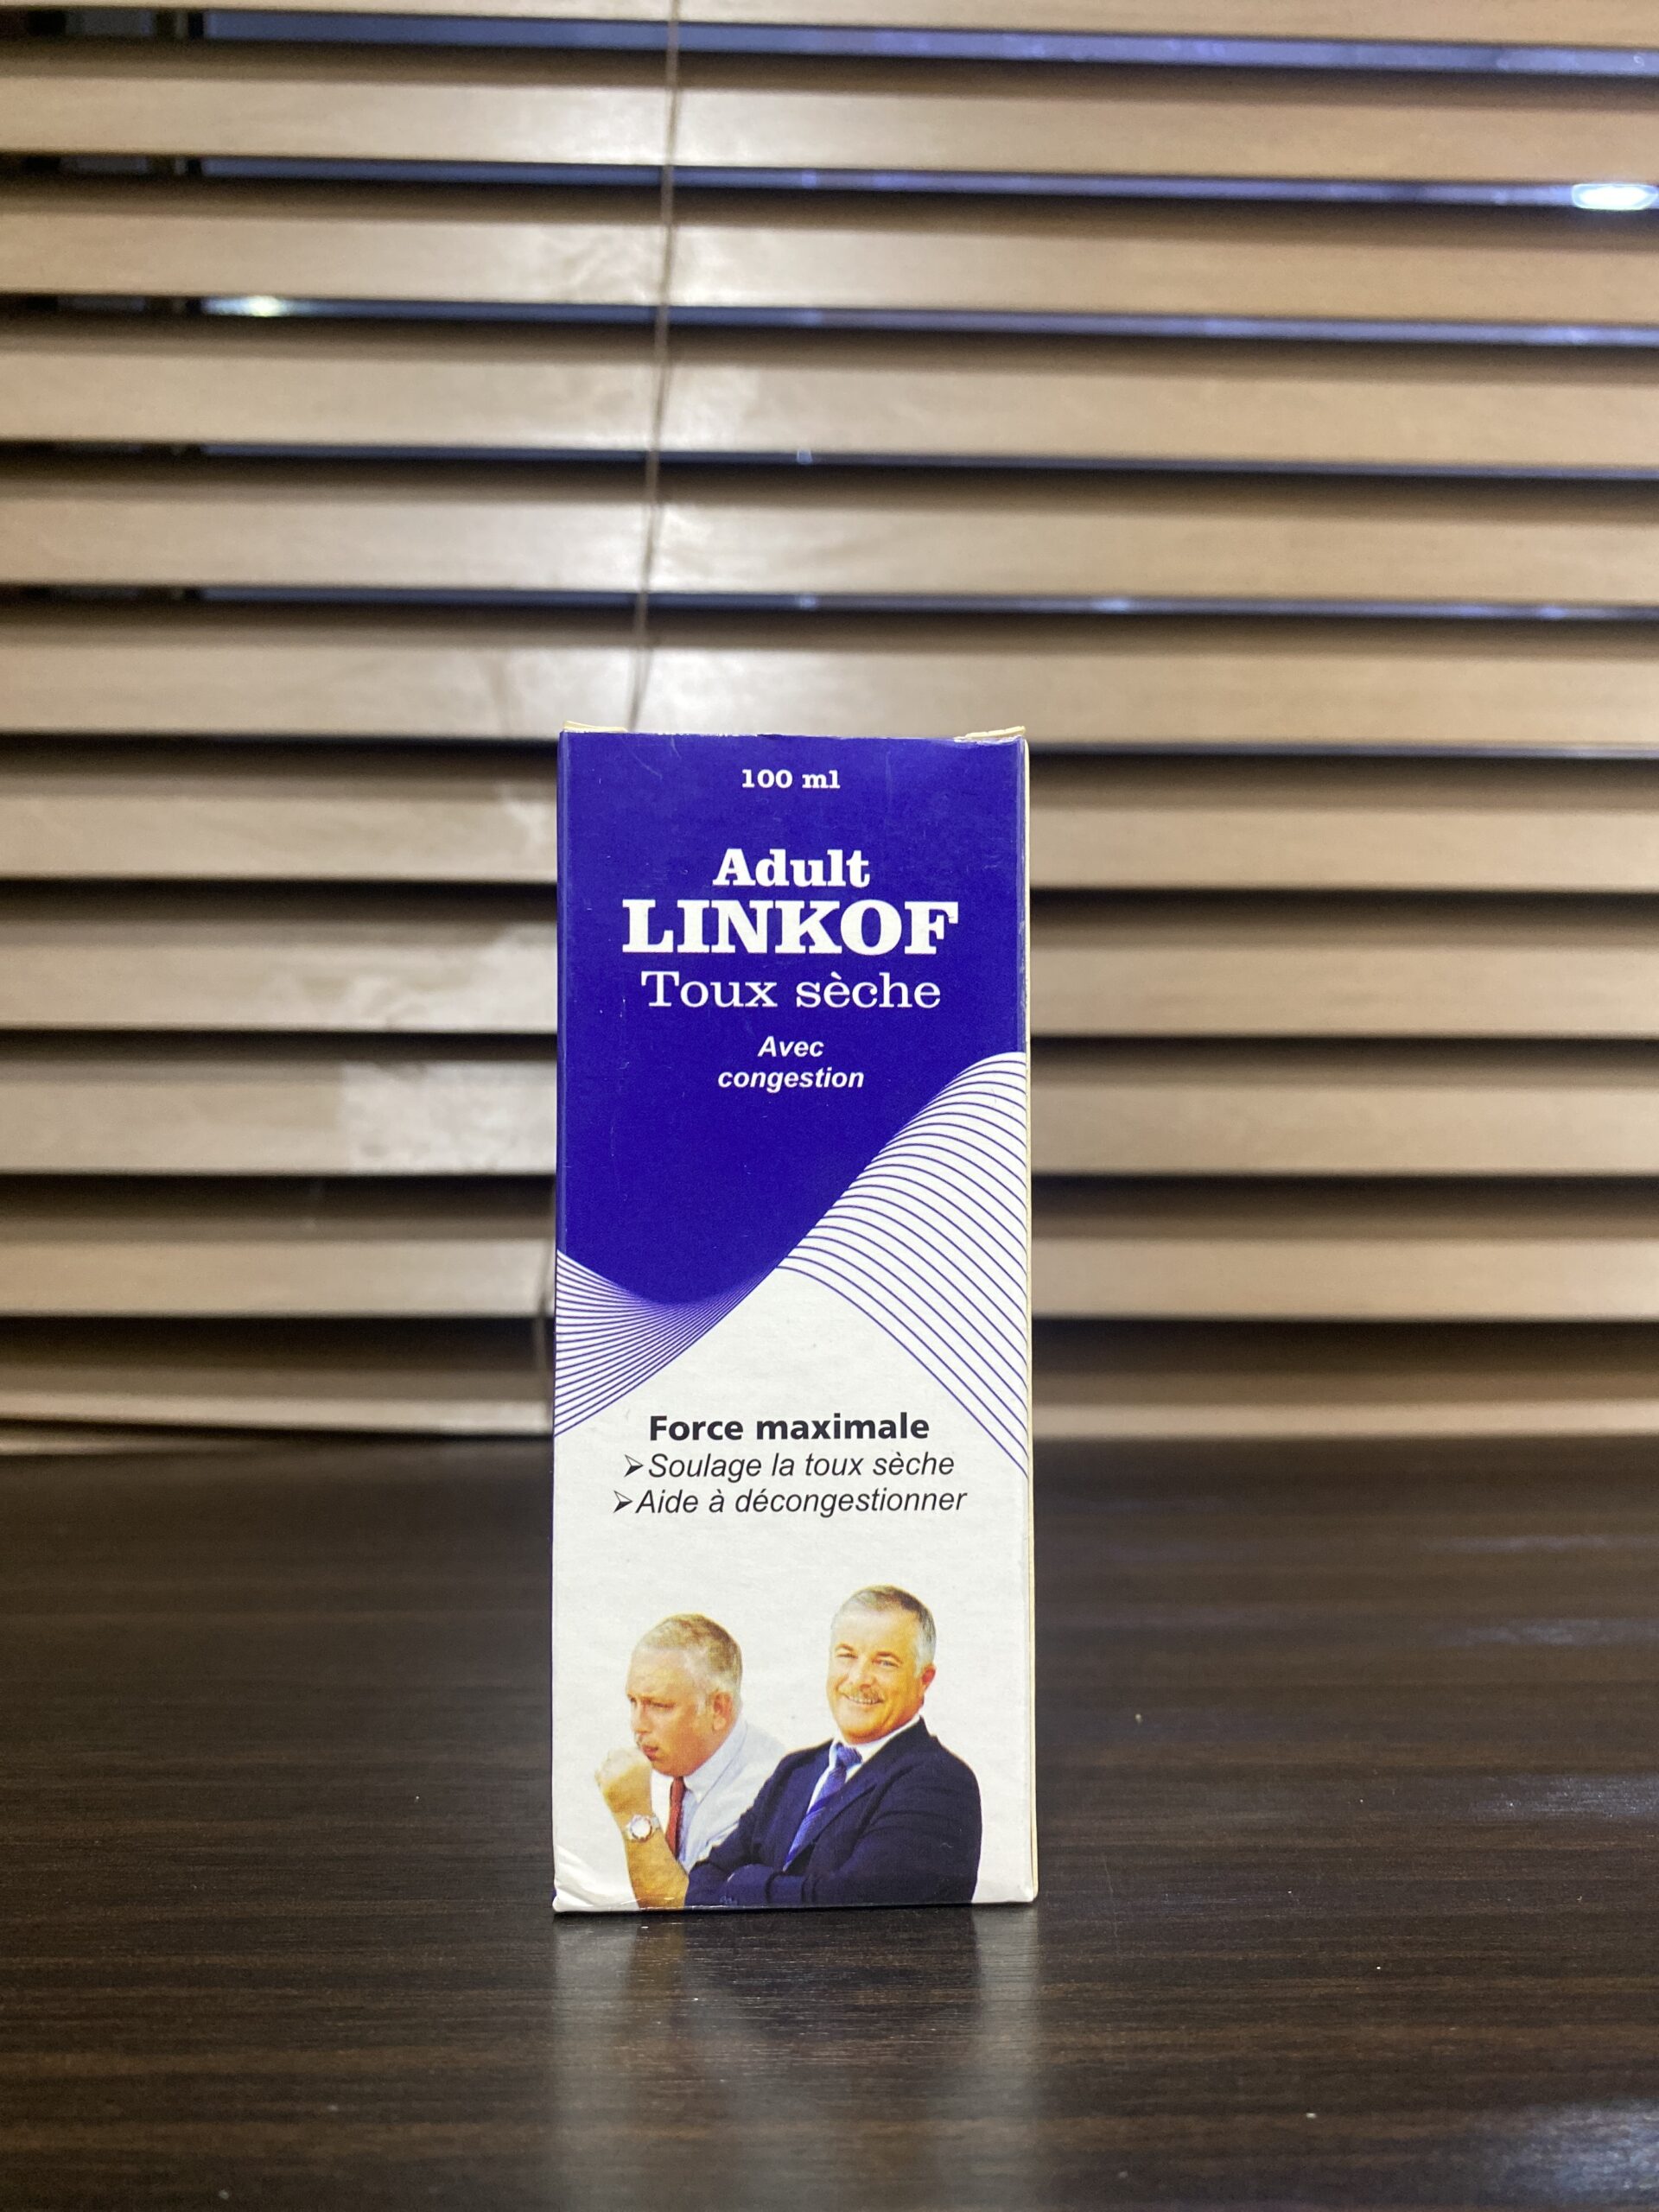 100 ml
Adult
LINKOF
Toux sèche
Avec
congestion
Force maximale
➢Soulage la toux sèche
➢Aide à décongestionner